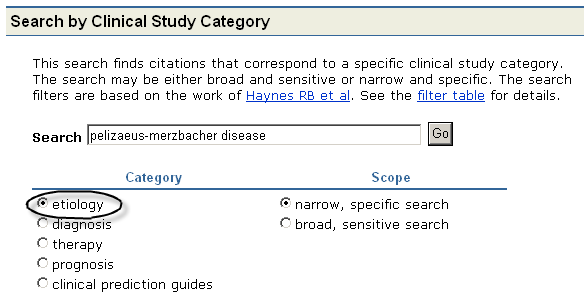 Search by Clinical Study Category
This search finds citations that correspond to a specific clinical study category.
The search may be either broad and sensitive or narrow and specific. The search
filters are based on the work of Haynes RB et al. See the filter table for details.
Search pelizaeus-merzbacher disease Go
Category Scope
etiology narrow, specific search
diagnosis broad, sensitive search
therapy
prognosis
clinical prediction guides